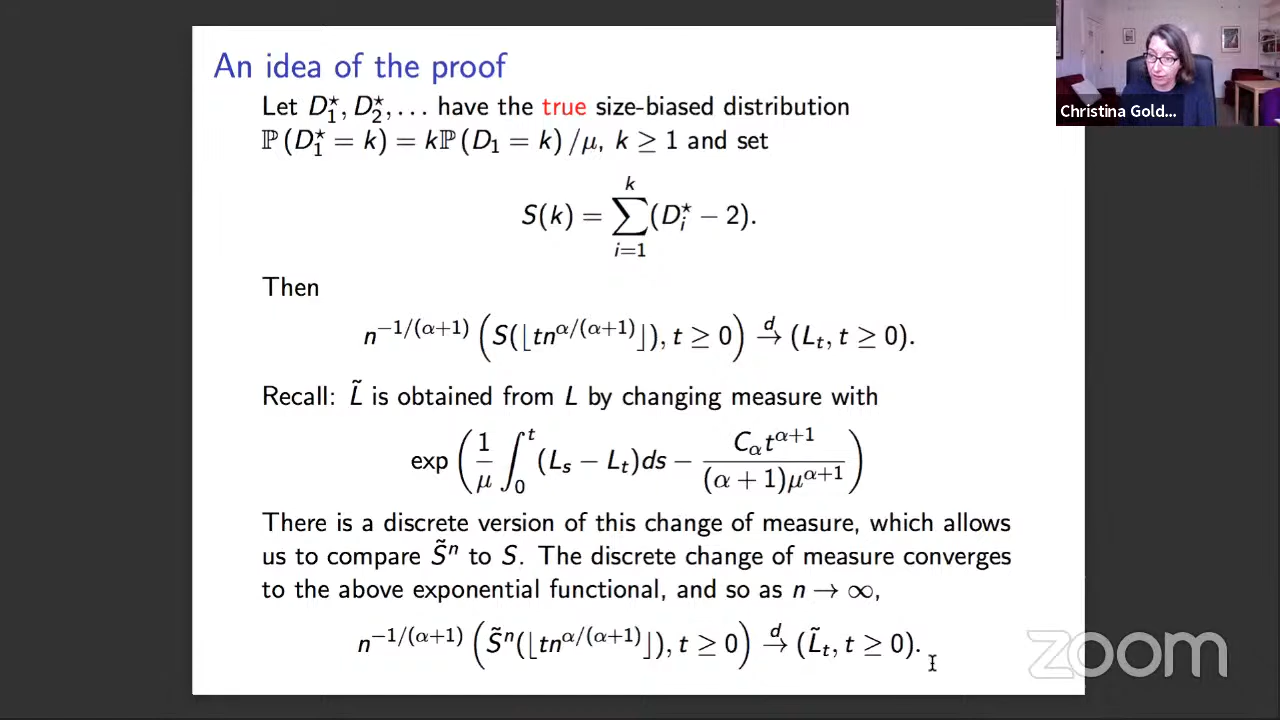 An idea of the proof
Let D₁⋆, D₂⋆, … have the true size-biased distribution
ℙ(D₁⋆ = k) = kℙ(D₁ = k)/μ, k ≥ 1 and set
S(k) = ∑_{i=1}^{k} (D_i⋆ − 2).
Then
n^{−1/(α+1)} (S(⌊tn^{α/(α+1)}⌋), t ≥ 0) →^d (L_t, t ≥ 0).
Recall: L̃ is obtained from L by changing measure with
exp(1/μ ∫_0^t (L_s − L_t)ds − C_α t^{α+1}/((α + 1)μ^{α+1}))
There is a discrete version of this change of measure, which allows
us to compare S̃ⁿ to S. The discrete change of measure converges
to the above exponential functional, and so as n → ∞,
n^{−1/(α+1)} (S̃ⁿ(⌊tn^{α/(α+1)}⌋), t ≥ 0) →^d (L̃_t, t ≥ 0).
Christina Gold...
zoom